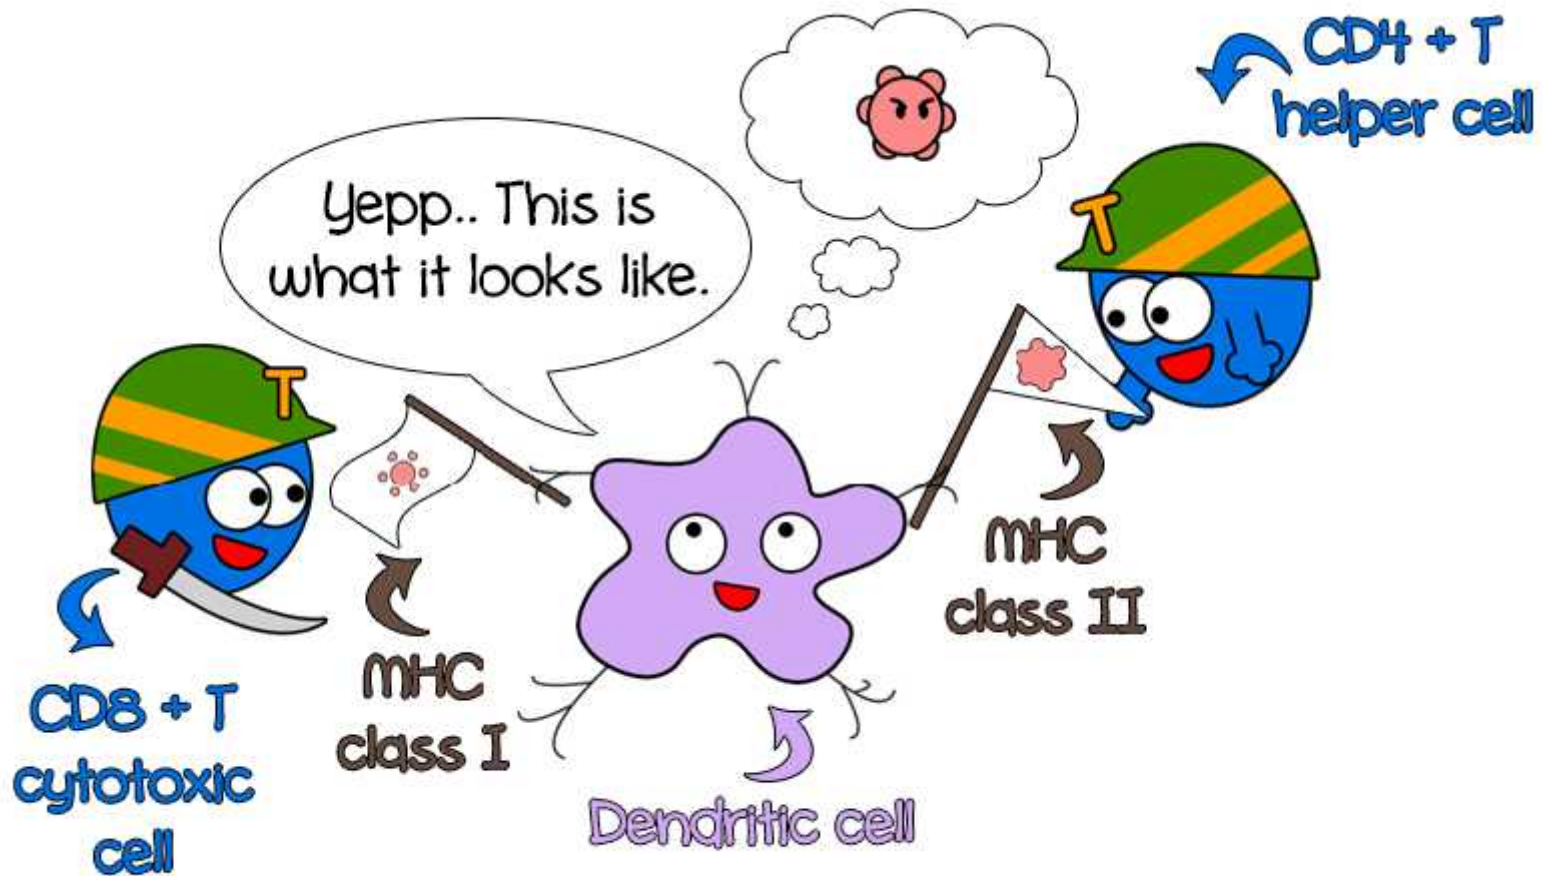 CD4 + T
helper cell
Yepp.. This is
what it looks like.
T
T
MHC
class II
MHC
class I
CD8 + T
cytotoxic
cell
Dendritic cell